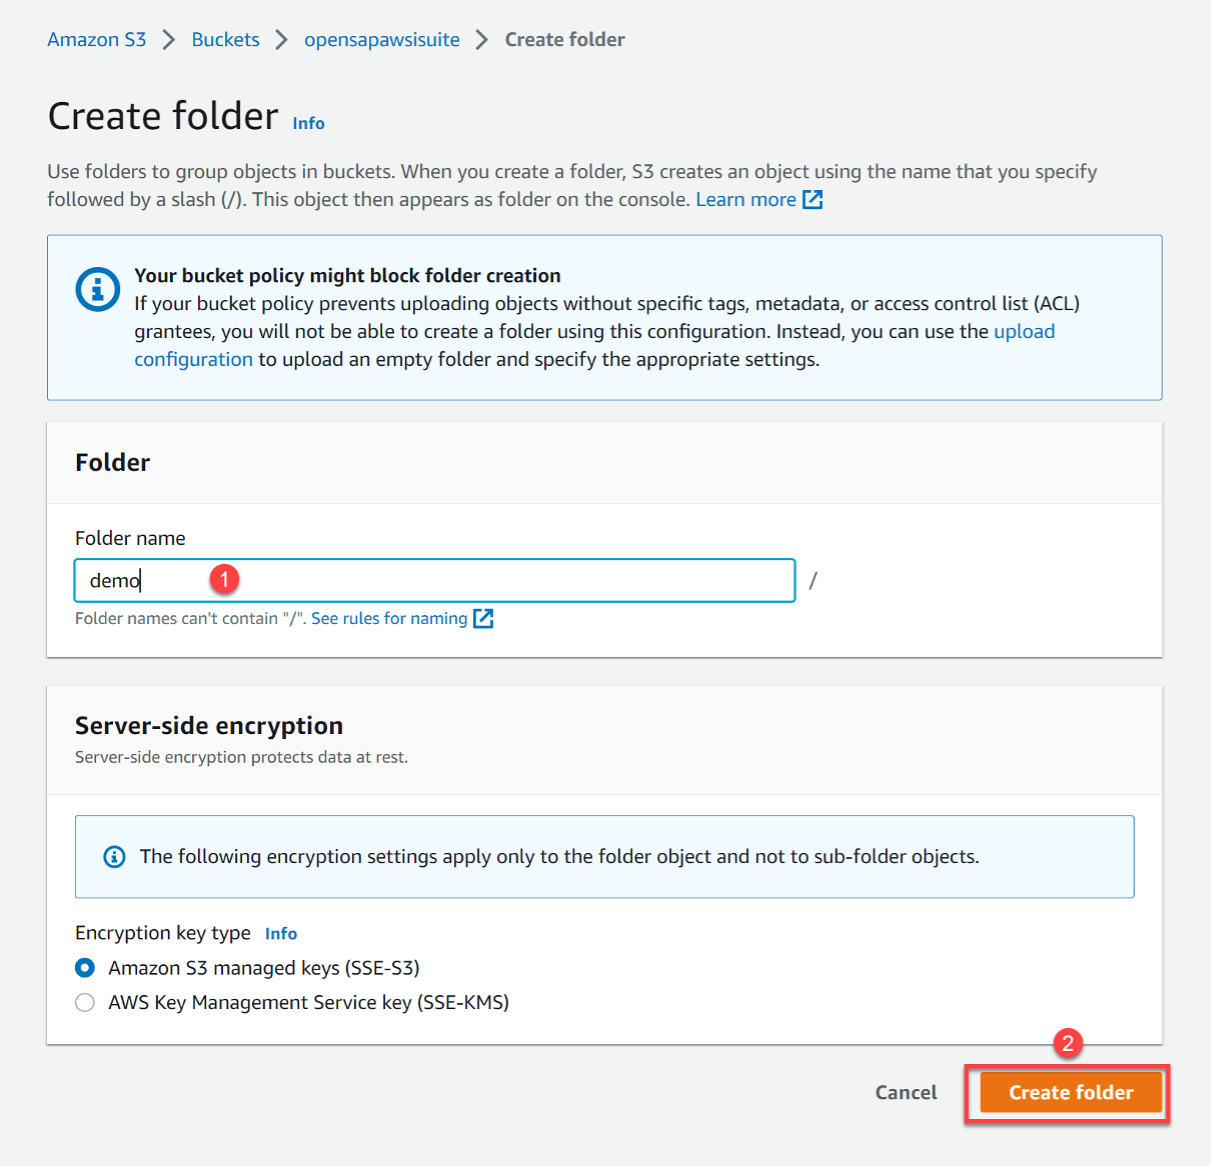 Amazon S3 > Buckets > opensapawsisuite > Create folder
Create folder Info
Use folders to group objects in buckets. When you create a folder, S3 creates an object using the name that you specify
followed by a slash (/). This object then appears as folder on the console. Learn more
Your bucket policy might block folder creation
If your bucket policy prevents uploading objects without specific tags, metadata, or access control list (ACL)
grantees, you will not be able to create a folder using this configuration. Instead, you can use the upload
configuration to upload an empty folder and specify the appropriate settings.
Folder
Folder name
demo 1 /
Folder names can't contain "/". See rules for naming
Server-side encryption
Server-side encryption protects data at rest.
The following encryption settings apply only to the folder object and not to sub-folder objects.
Encryption key type Info
Amazon S3 managed keys (SSE-S3)
AWS Key Management Service key (SSE-KMS)
2
Cancel Create folder